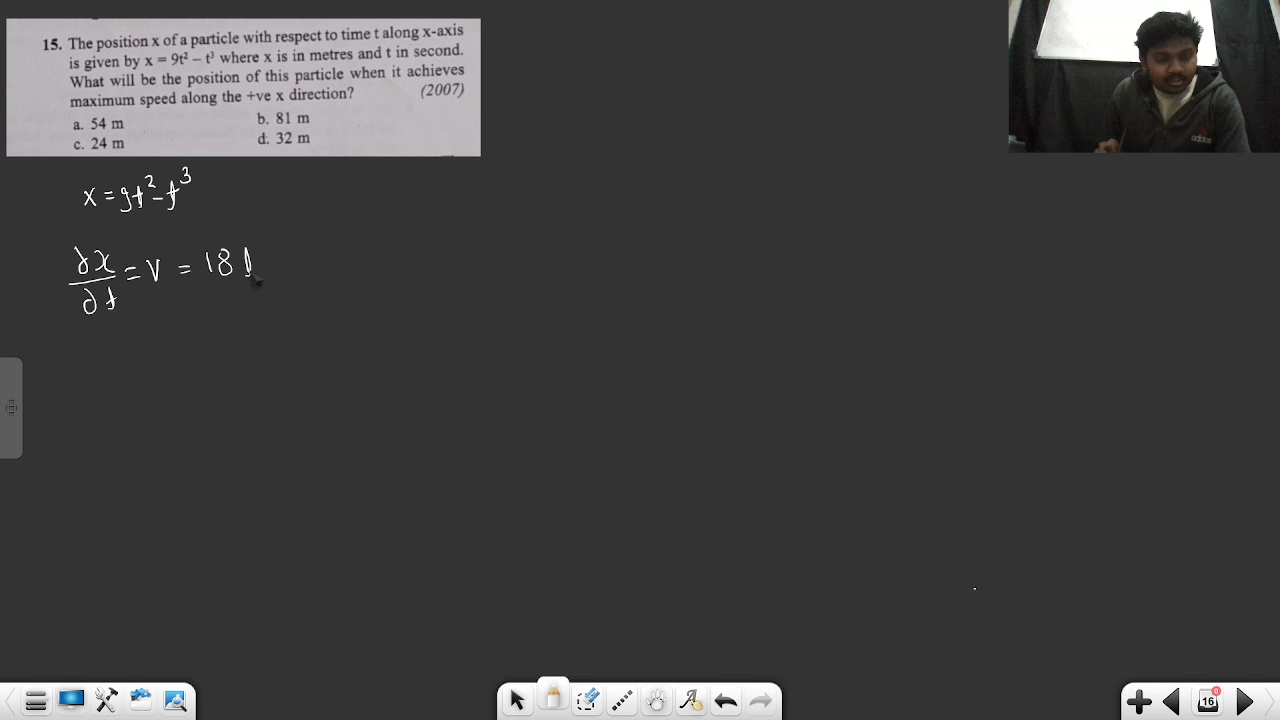 15. The position x of a particle with respect to time t along x-axis
is given by x = 9t² – t³ where x is in metres and t in second.
What will be the position of this particle when it achieves
maximum speed along the +ve x direction? (2007)
a. 54 m b. 81 m
c. 24 m d. 32 m
x = 9t² – t³
∂x/∂t = v = 18
adidas
16